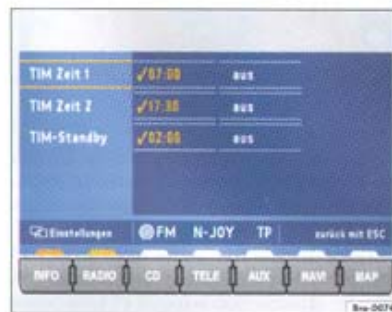 TIM Zeit 1 ✓07:00 aus
TIM Zeit 2 ✓17:30 aus
TIM-Standby ✓02:00 aus
Einstellungen FM N-JOY TP zurück mit ESC
INFO RADIO CD TELE AUX NAVI MAP